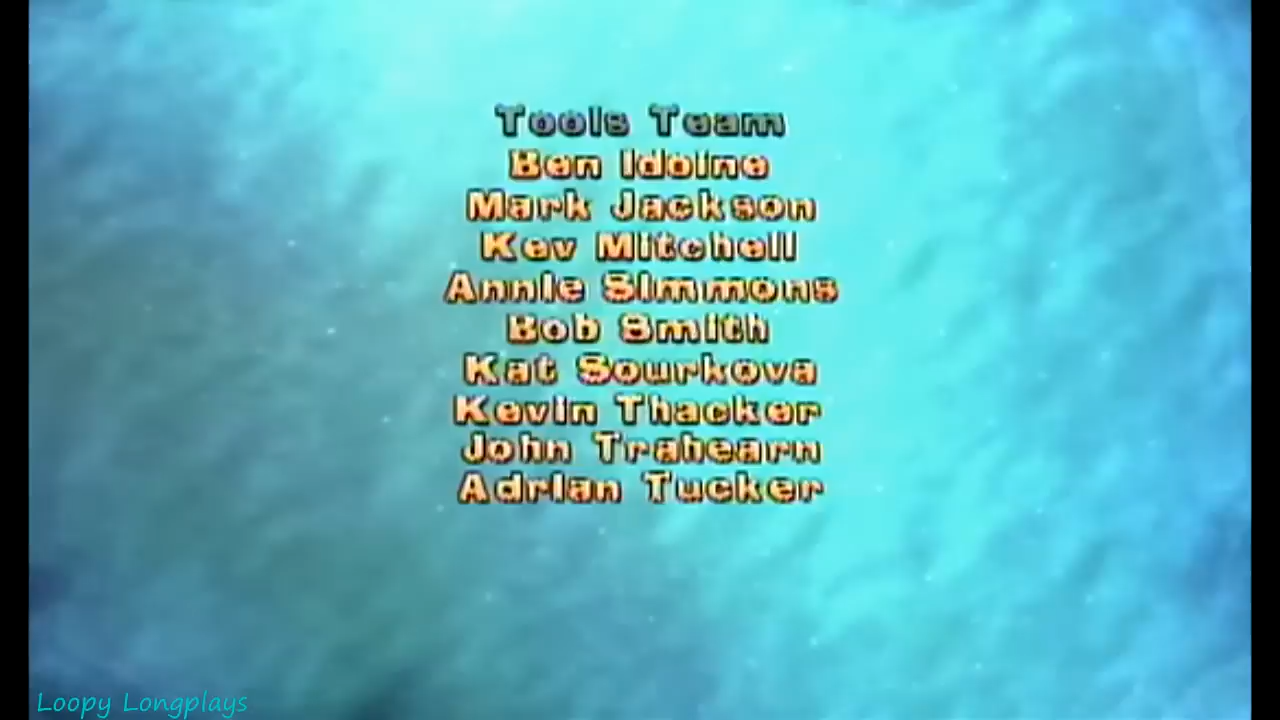 Tools Team
Ben Idoine
Mark Jackson
Kev Mitchell
Annie Simmons
Bob Smith
Kat Sourkova
Kevin Thacker
John Trahearn
Adrian Tucker
Loopy Longplays